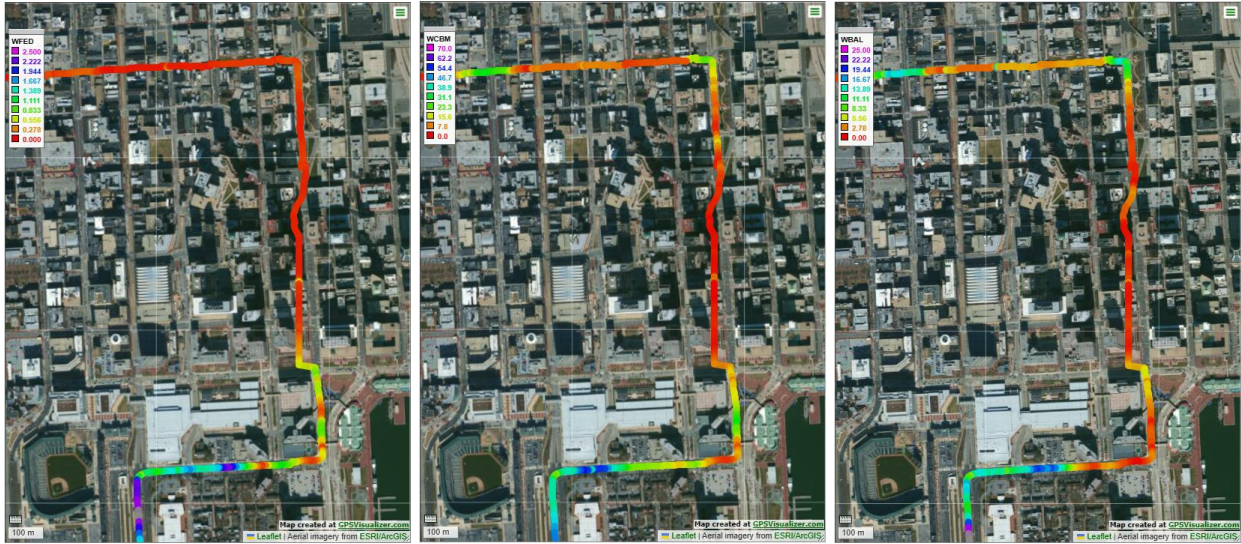 WFED
2.500
2.222
1.944
1.667
1.389
1.111
0.833
0.556
0.278
0.000
100 m
Map created at GPSVisualizer.com
Leaflet | Aerial imagery from ESRI/ArcGIS
WCBM
70.0
62.2
54.4
46.7
38.9
31.1
23.3
15.6
7.8
0.0
100 m
Map created at GPSVisualizer.com
Leaflet | Aerial imagery from ESRI/ArcGIS
WBAL
25.00
22.22
19.44
16.67
13.89
11.11
8.33
5.56
2.78
0.00
100 m
Map created at GPSVisualizer.com
Leaflet | Aerial imagery from ESRI/ArcGIS